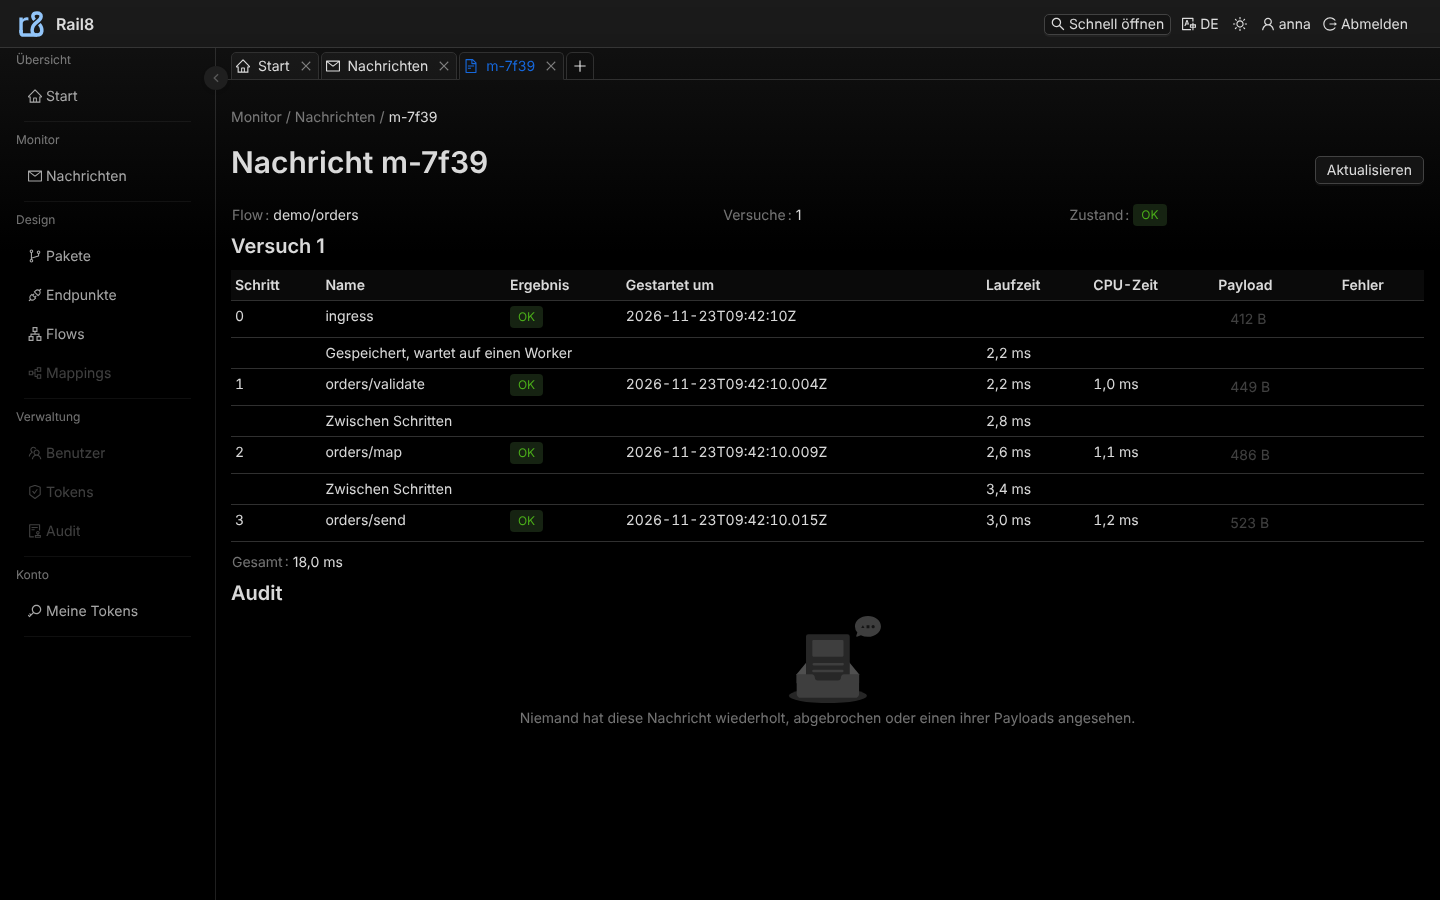 Rail8
Schnell öffnen DE anna Abmelden
Übersicht
Start
Monitor
Nachrichten
Design
Pakete
Endpunkte
Flows
Mappings
Verwaltung
Benutzer
Tokens
Audit
Konto
Meine Tokens
Start Nachrichten m-7f39
Monitor / Nachrichten / m-7f39
Nachricht m-7f39
Aktualisieren
Flow: demo/orders Versuche: 1 Zustand: OK
Versuch 1
Schritt Name Ergebnis Gestartet um Laufzeit CPU-Zeit Payload Fehler
0 ingress OK 2026-11-23T09:42:10Z 412 B
Gespeichert, wartet auf einen Worker 2,2 ms
1 orders/validate OK 2026-11-23T09:42:10.004Z 2,2 ms 1,0 ms 449 B
Zwischen Schritten 2,8 ms
2 orders/map OK 2026-11-23T09:42:10.009Z 2,6 ms 1,1 ms 486 B
Zwischen Schritten 3,4 ms
3 orders/send OK 2026-11-23T09:42:10.015Z 3,0 ms 1,2 ms 523 B
Gesamt: 18,0 ms
Audit
Niemand hat diese Nachricht wiederholt, abgebrochen oder einen ihrer Payloads angesehen.